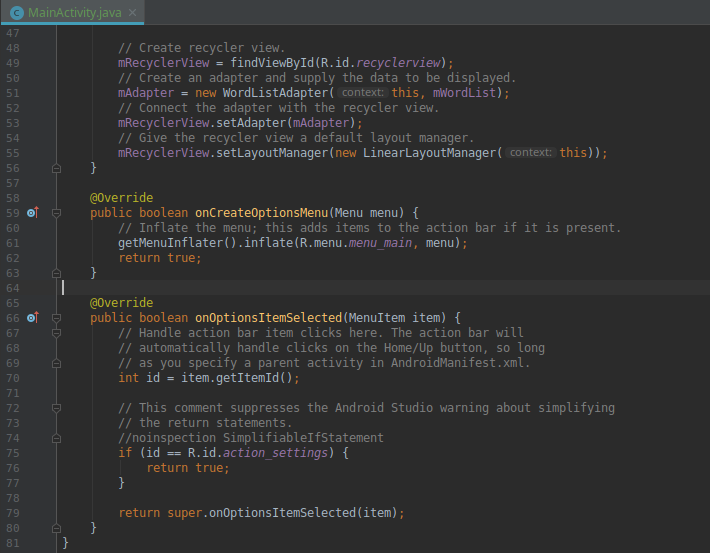 MainActivity.java
47
48 // Create recycler view.
49 mRecyclerView = findViewById(R.id.recyclerview);
50 // Create an adapter and supply the data to be displayed.
51 mAdapter = new WordListAdapter( context: this, mWordList);
52 // Connect the adapter with the recycler view.
53 mRecyclerView.setAdapter(mAdapter);
54 // Give the recycler view a default layout manager.
55 mRecyclerView.setLayoutManager(new LinearLayoutManager( context: this));
56 }
57
58 @Override
59 public boolean onCreateOptionsMenu(Menu menu) {
60 // Inflate the menu; this adds items to the action bar if it is present.
61 getMenuInflater().inflate(R.menu.menu_main, menu);
62 return true;
63 }
64
65 @Override
66 public boolean onOptionsItemSelected(MenuItem item) {
67 // Handle action bar item clicks here. The action bar will
68 // automatically handle clicks on the Home/Up button, so long
69 // as you specify a parent activity in AndroidManifest.xml.
70 int id = item.getItemId();
71
72 // This comment suppresses the Android Studio warning about simplifying
73 // the return statements.
74 //noinspection SimplifiableIfStatement
75 if (id == R.id.action_settings) {
76 return true;
77 }
78
79 return super.onOptionsItemSelected(item);
80 }
81 }